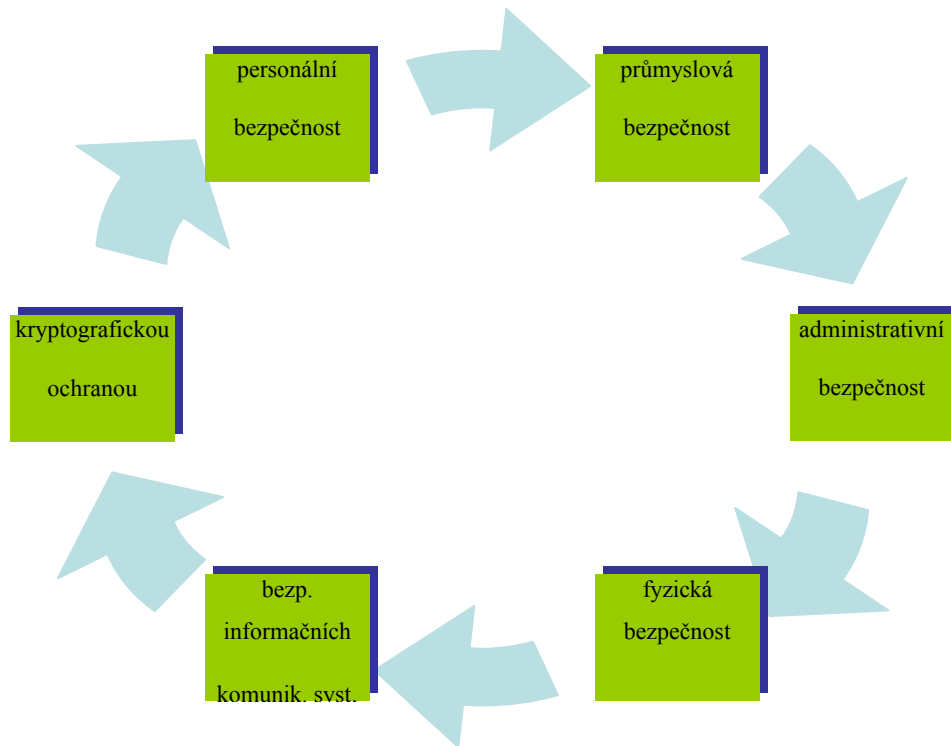 personální
bezpečnost
průmyslová
bezpečnost
administrativní
bezpečnost
fyzická
bezpečnost
bezp.
informačních
komunik. syst.
kryptografickou
ochranou